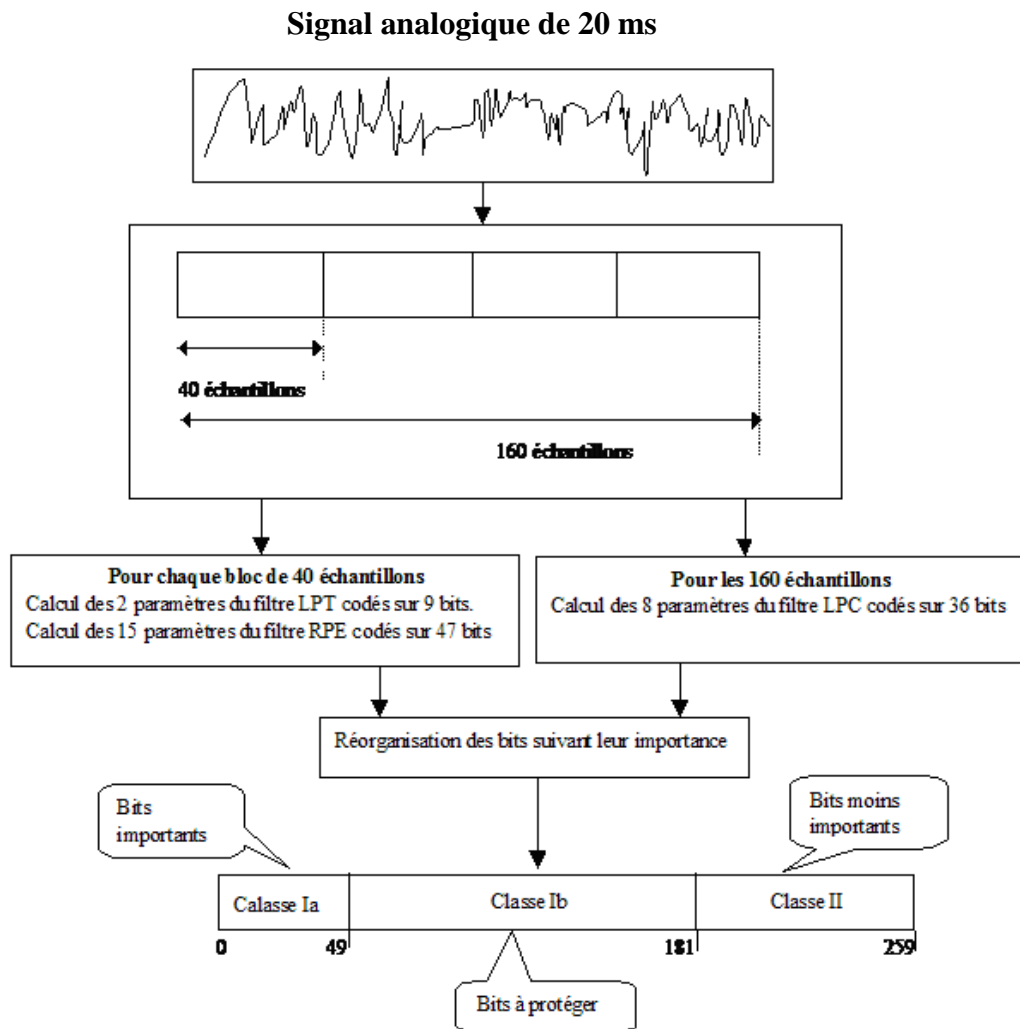 Signal analogique de 20 ms
40 échantillons
160 échantillons
Pour chaque bloc de 40 échantillons
Calcul des 2 paramètres du filtre LPT codés sur 9 bits.
Calcul des 15 paramètres du filtre RPE codés sur 47 bits
Pour les 160 échantillons
Calcul des 8 paramètres du filtre LPC codés sur 36 bits
Réorganisation des bits suivant leur importance
Bits
importants
Bits moins
importants
Calasse Ia
Classe Ib
Classe II
0
49
181
259
Bits à protéger